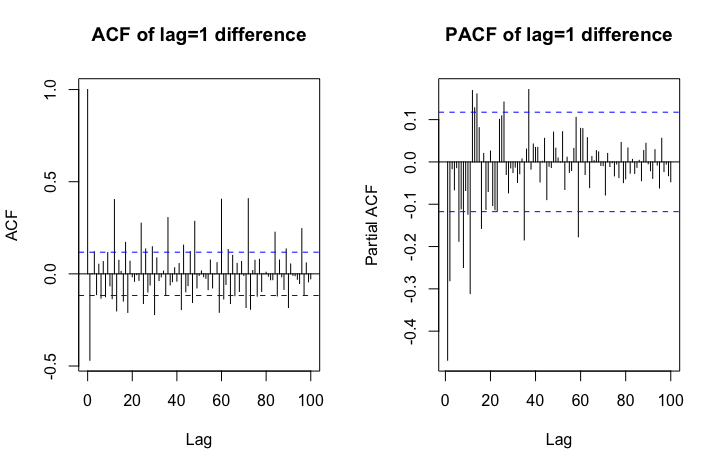 ACF of lag=1 difference
ACF
1.0
0.5
0.0
-0.5
0 20 40 60 80 100
Lag
PACF of lag=1 difference
Partial ACF
0.1
0.0
-0.1
-0.2
-0.3
-0.4
0 20 40 60 80 100
Lag